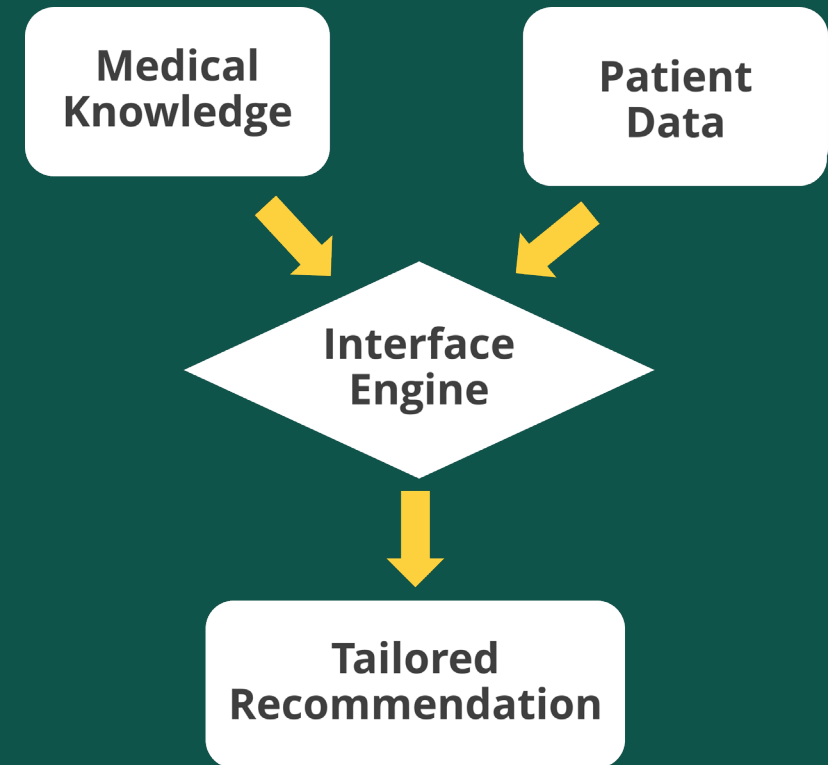 Medical
Knowledge
Patient
Data
Interface
Engine
Tailored
Recommendation